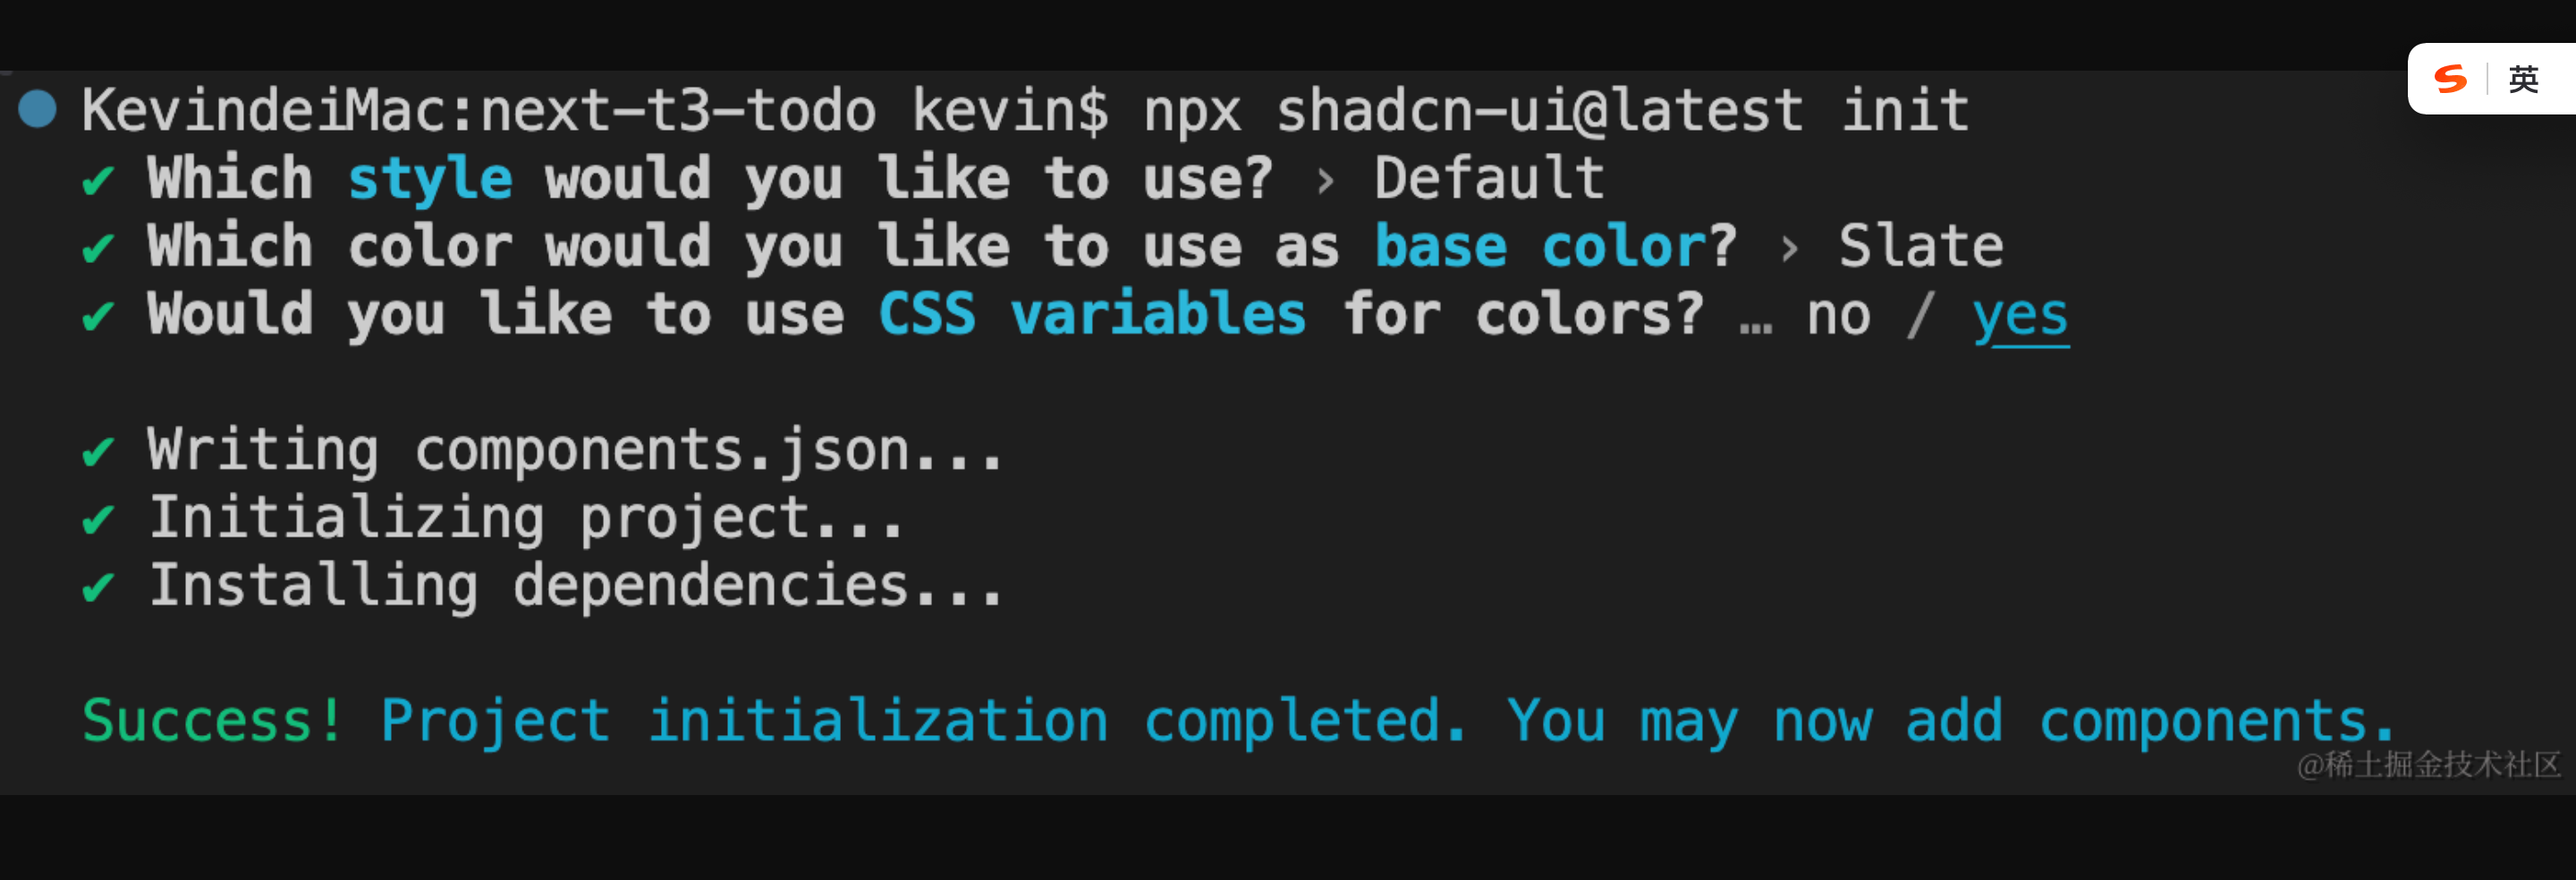 英
KevindeiMac:next-t3-todo kevin$ npx shadcn-ui@latest init
✔ Which style would you like to use? › Default
✔ Which color would you like to use as base color? › Slate
✔ Would you like to use CSS variables for colors? … no / yes
✔ Writing components.json...
✔ Initializing project...
✔ Installing dependencies...
Success! Project initialization completed. You may now add components.
@稀土掘金技术社区